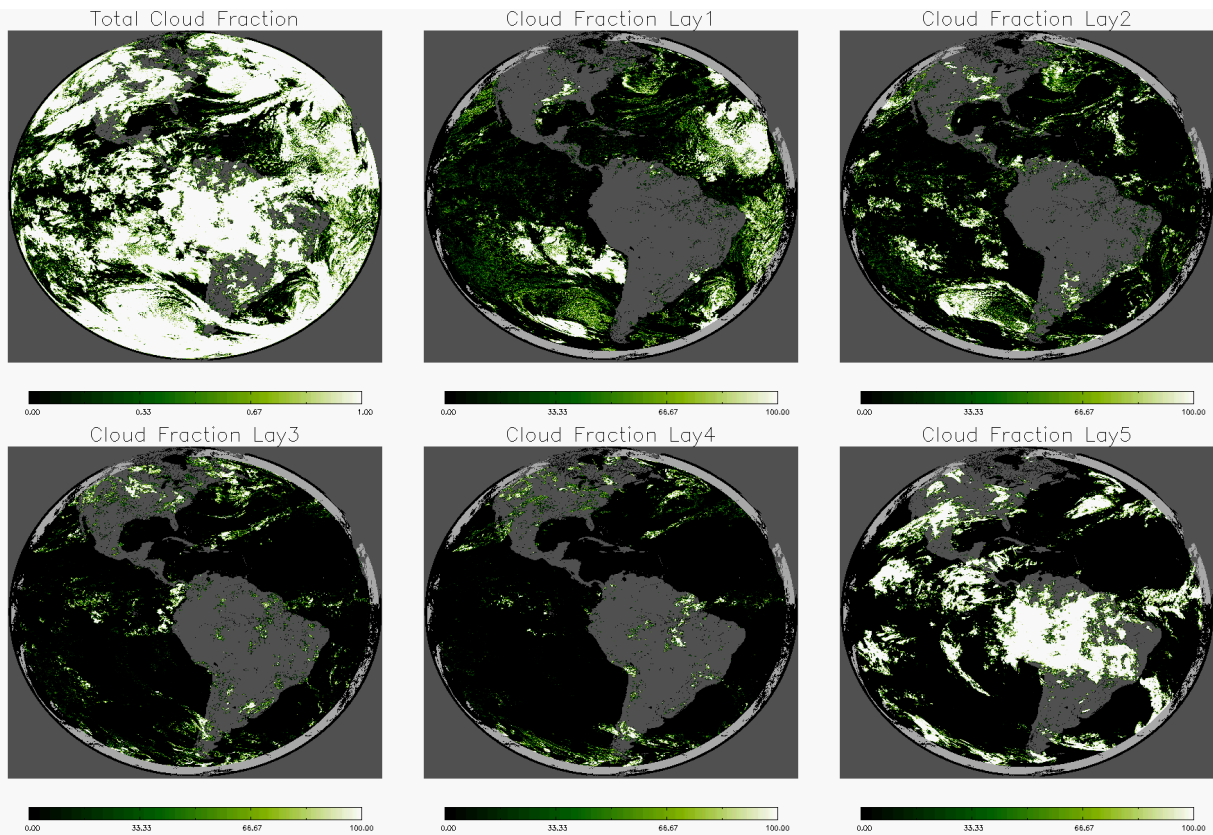 Total Cloud Fraction
Cloud Fraction Lay1
Cloud Fraction Lay2
0.00 0.33 0.67 1.00
0.00 33.33 66.67 100.00
0.00 33.33 66.67 100.00
Cloud Fraction Lay3
Cloud Fraction Lay4
Cloud Fraction Lay5
0.00 33.33 66.67 100.00
0.00 33.33 66.67 100.00
0.00 33.33 66.67 100.00